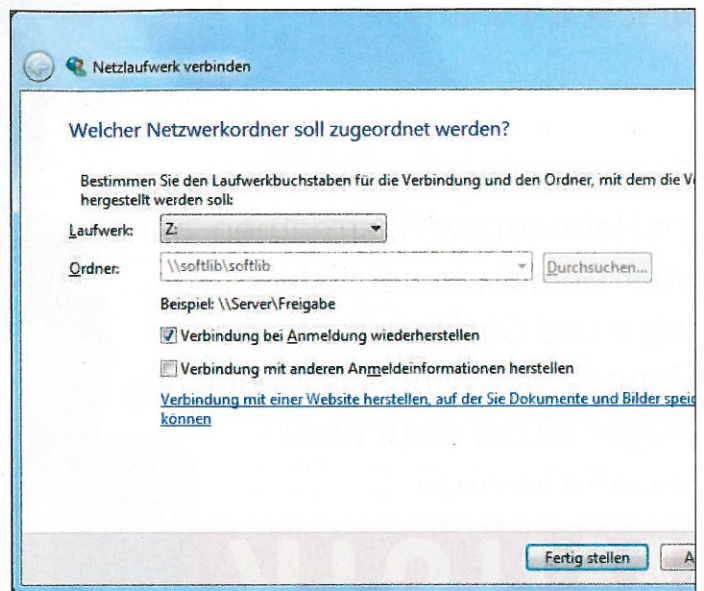 Netzlaufwerk verbinden
Welcher Netzwerkordner soll zugeordnet werden?
Bestimmen Sie den Laufwerkbuchstaben für die Verbindung und den Ordner, mit dem die
hergestellt werden soll:
Laufwerk: Z:
Ordner: \\softlib\softlib Durchsuchen...
Beispiel: \\Server\Freigabe
Verbindung bei Anmeldung wiederherstellen
Verbindung mit anderen Anmeldeinformationen herstellen
Verbindung mit einer Website herstellen, auf der Sie Dokumente und Bilder
können
Fertig stellen